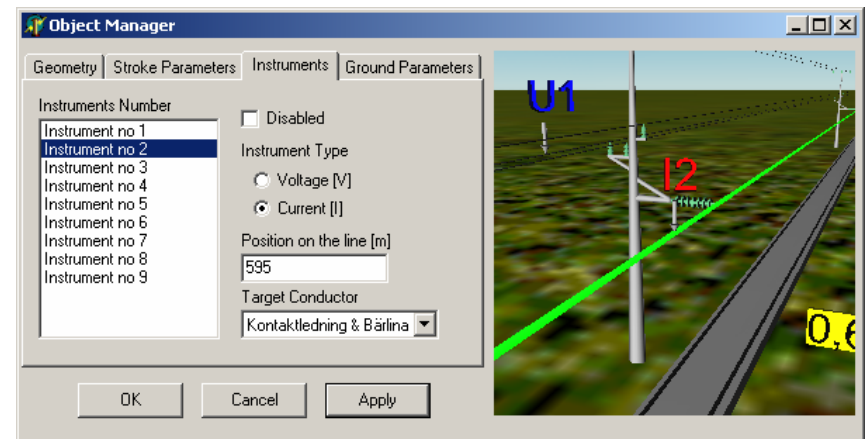 Object Manager
Geometry Stroke Parameters Instruments Ground Parameters
Instruments Number
Instrument no 1
Instrument no 2
Instrument no 3
Instrument no 4
Instrument no 5
Instrument no 6
Instrument no 7
Instrument no 8
Instrument no 9
Disabled
Instrument Type
Voltage [V]
Current [I]
Position on the line [m]
595
Target Conductor
Kontaktledning & Bärlina
OK Cancel Apply
U1
I2
0,6